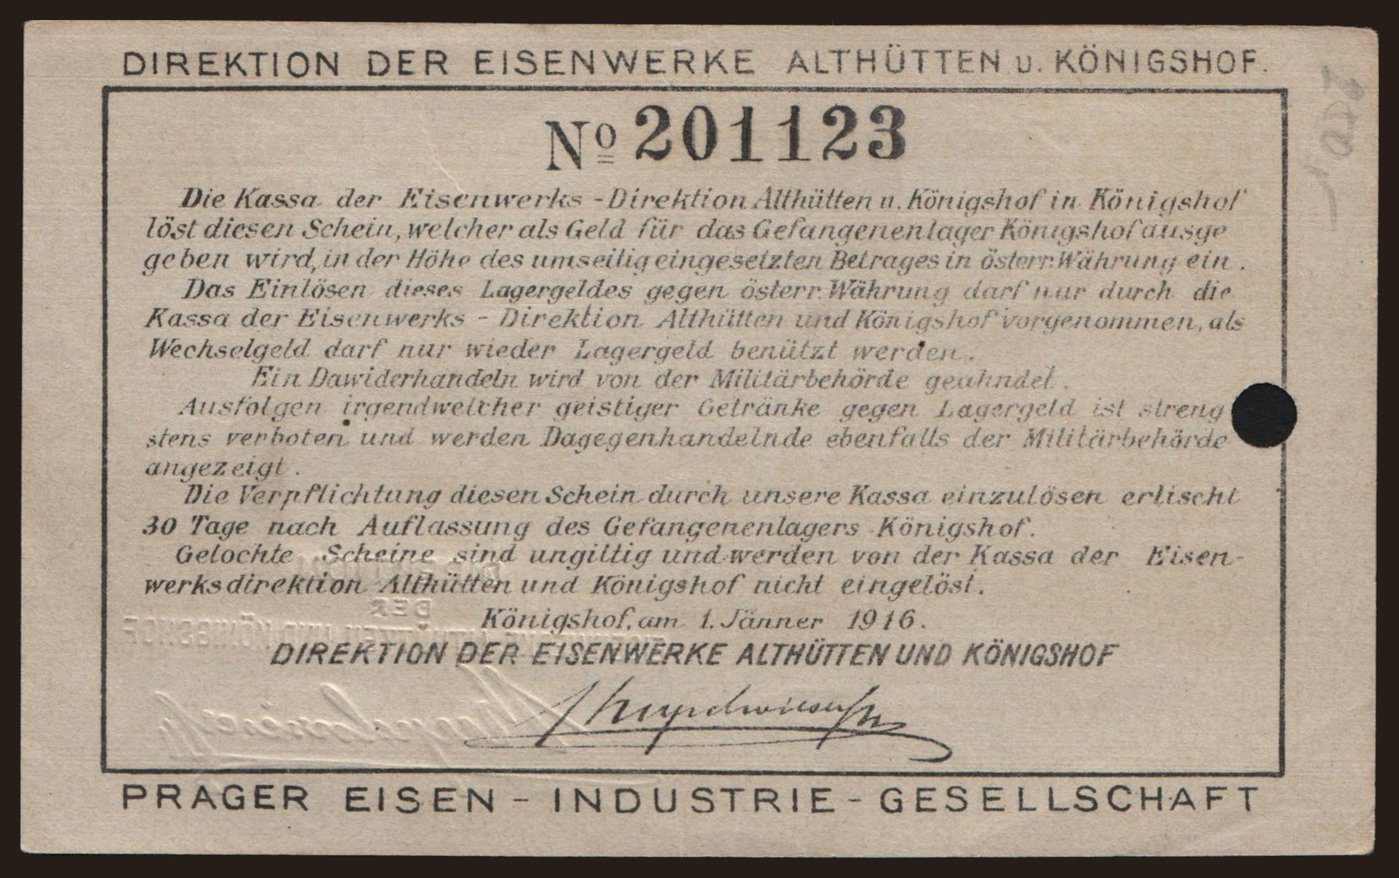 DIREKTION DER EISENWERKE ALTHÜTTEN u. KÖNIGSHOF.
No 201123
Die Kassa der Eisenwerks - Direktion Althütten u. Königshof in Königshof
löst diesen Schein, welcher als Geld für das Gefangenenlager Königshof ausge
geben wird, in der Höhe des umseitig eingesetzten Betrages in österr. Währung ein.
Das Einlösen dieses Lagergeldes gegen österr. Währung darf nur durch die
Kassa der Eisenwerks - Direktion Althütten und Königshof vorgenommen, als
Wechselgeld darf nur wieder Lagergeld benützt werden.
Ein Dawiderhandeln wird von der Militärbehörde geahndet.
Ausfolgen irgendwelcher geistiger Getränke gegen Lagergeld ist streng
stens verboten und werden Dagegenhandelnde ebenfalls der Militärbehörde
angezeigt.
Die Verpflichtung diesen Schein durch unsere Kassa einzulösen erlischt
30 Tage nach Auflassung des Gefangenenlagers Königshof.
Gelochte Scheine sind ungiltig und werden von der Kassa der Eisen-
werksdirektion Althütten und Königshof nicht eingelöst.
DER
Königshof, am 1. Jänner 1916.
DIREKTION DER EISENWERKE ALTHÜTTEN UND KÖNIGSHOF
PRAGER EISEN - INDUSTRIE - GESELLSCHAFT